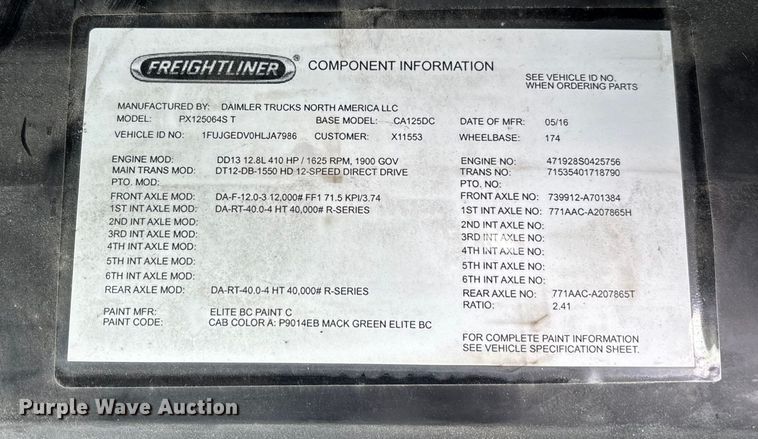 FREIGHTLINER ® COMPONENT INFORMATION
SEE VEHICLE ID NO.
WHEN ORDERING PARTS
MANUFACTURED BY: DAIMLER TRUCKS NORTH AMERICA LLC
MODEL: PX125064S T BASE MODEL: CA125DC DATE OF MFR: 05/16
VEHICLE ID NO: 1FUJGEDV0HLJA7986 CUSTOMER: X11553 WHEELBASE: 174
ENGINE MOD: DD13 12.8L 410 HP / 1625 RPM, 1900 GOV ENGINE NO: 471928S0425756
MAIN TRANS MOD: DT12-DB-1550 HD 12-SPEED DIRECT DRIVE TRANS NO: 71535401718790
PTO. MOD: PTO. NO:
FRONT AXLE MOD: DA-F-12.0-3 12,000# FF1 71.5 KPI/3.74 FRONT AXLE NO: 739912-A701384
1ST INT AXLE MOD: DA-RT-40.0-4 HT 40,000# R-SERIES 1ST INT AXLE NO: 771AAC-A207865H
2ND INT AXLE MOD: 2ND INT AXLE NO:
3RD INT AXLE MOD: 3RD INT AXLE NO:
4TH INT AXLE MOD: 4TH INT AXLE NO:
5TH INT AXLE MOD: 5TH INT AXLE NO:
6TH INT AXLE MOD: 6TH INT AXLE NO:
REAR AXLE MOD: DA-RT-40.0-4 HT 40,000# R-SERIES REAR AXLE NO: 771AAC-A207865T
RATIO: 2.41
PAINT MFR: ELITE BC PAINT C
PAINT CODE: CAB COLOR A: P9014EB MACK GREEN ELITE BC
FOR COMPLETE PAINT INFORMATION
SEE VEHICLE SPECIFICATION SHEET.
Purple Wave Auction